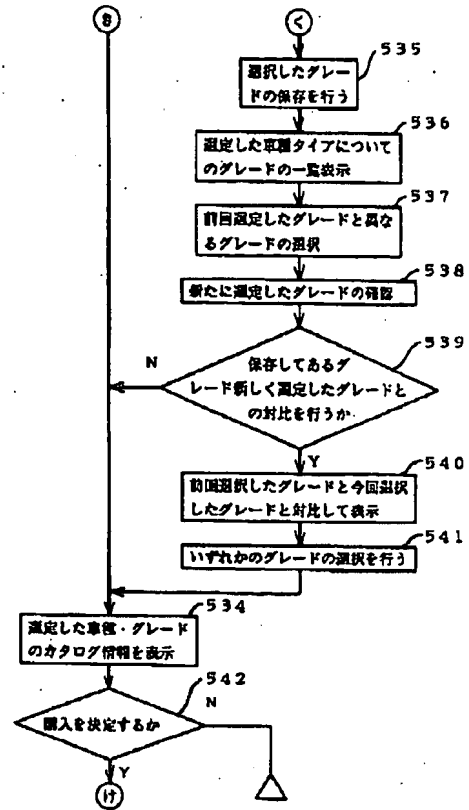 く
535
選択したグレー
ドの保存を行う
536
選定した車種タイプについて
のグレードの一覧表示
537
前回選定したグレードと異な
るグレードの選択
538
新たに選定したグレードの確認
539
保存してあるグ
レード新しく選定したグレードと
の対比を行うか
N
Y
540
前回選択したグレードと今回選択
したグレードと対比して表示
541
いずれかのグレードの選択を行う
534
選定した車種・グレード
のカタログ情報を表示
542
購入を決定するか
N
Y
け